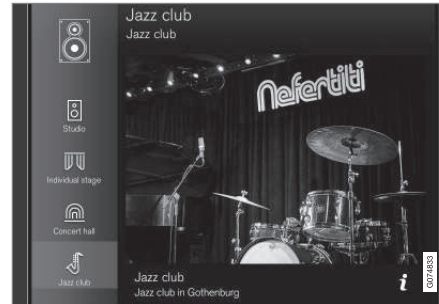 Jazz club
Jazz club
Nefertiti
Studio
Individual stage
Concert hall
Jazz club
Jazz club
Jazz club in Gothenburg
i
G074833